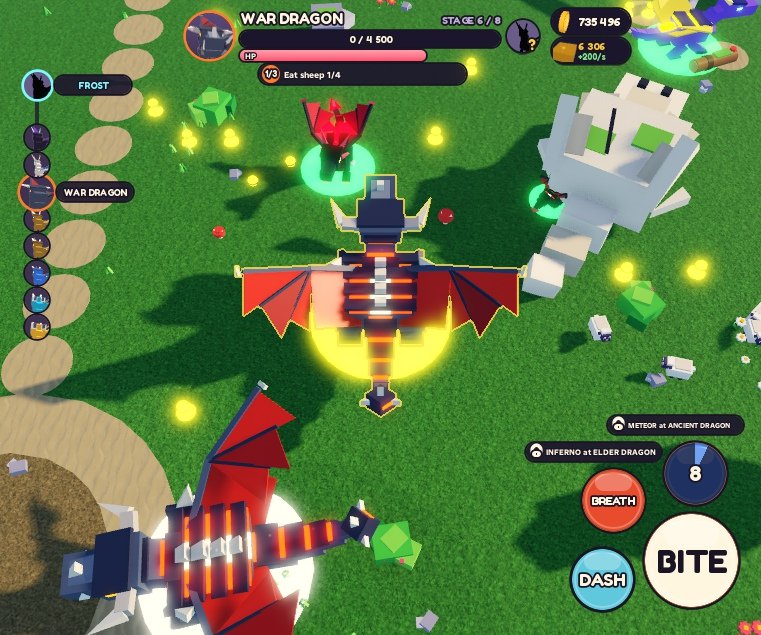 WAR DRAGON
STAGE 6 / 8
0 / 4 500
HP
1/3 Eat sheep 1/4
?
735 496
6 306
+200/s
FROST
WAR DRAGON
METEOR at ANCIENT DRAGON
INFERNO at ELDER DRAGON
8
BREATH
BITE
DASH